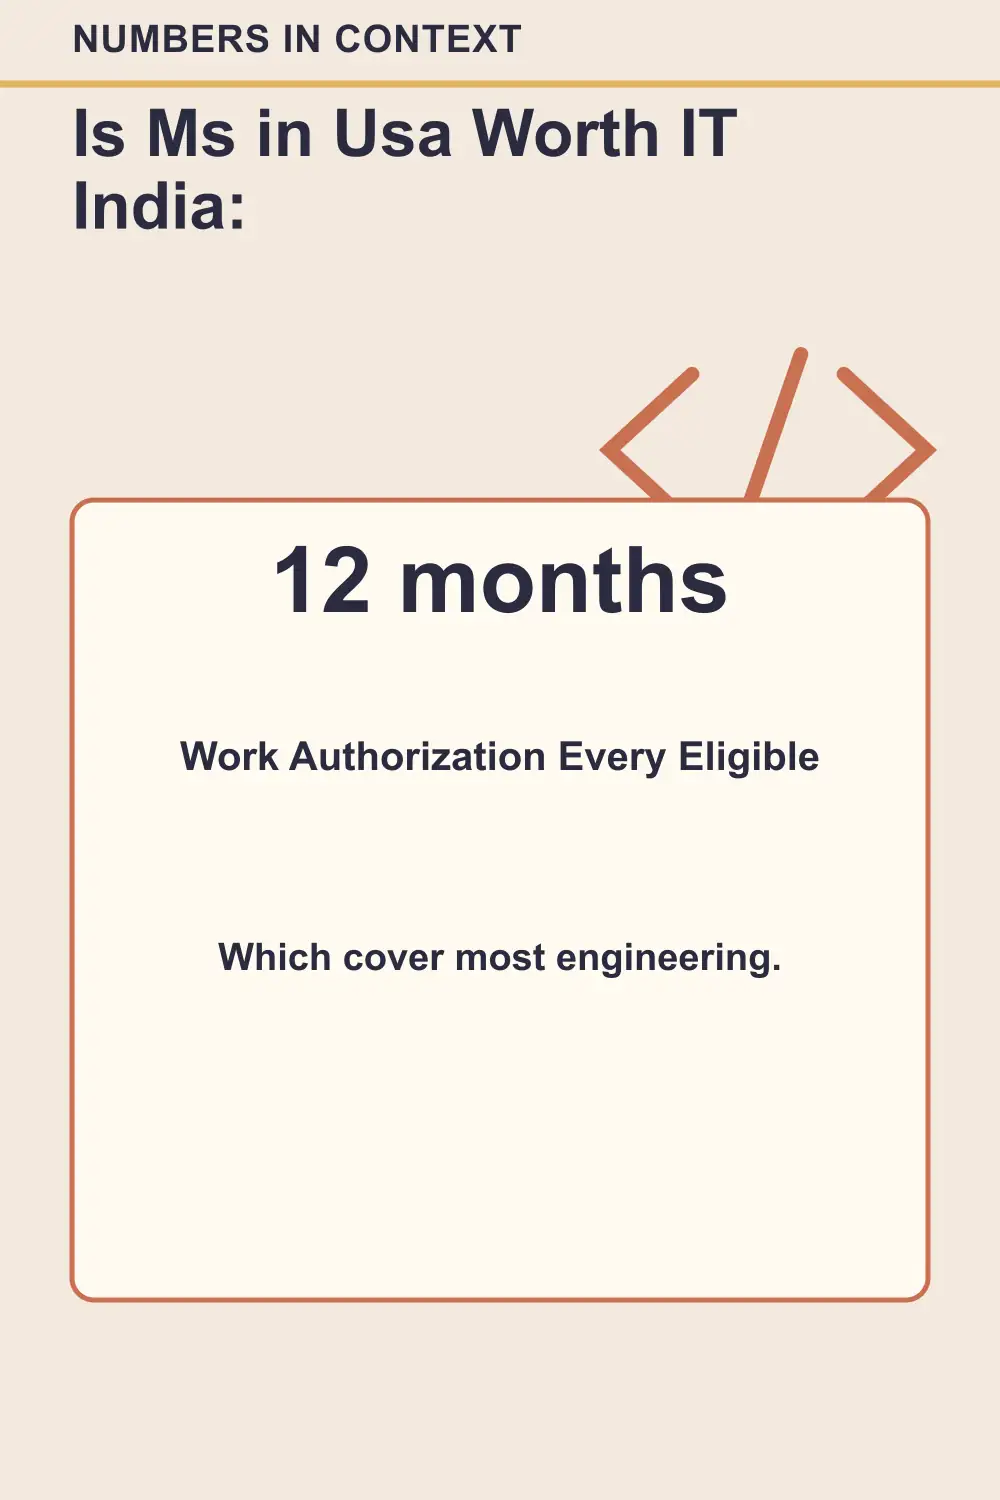 NUMBERS IN CONTEXT
Is Ms in Usa Worth IT
India:
12 months
Work Authorization Every Eligible
Which cover most engineering.